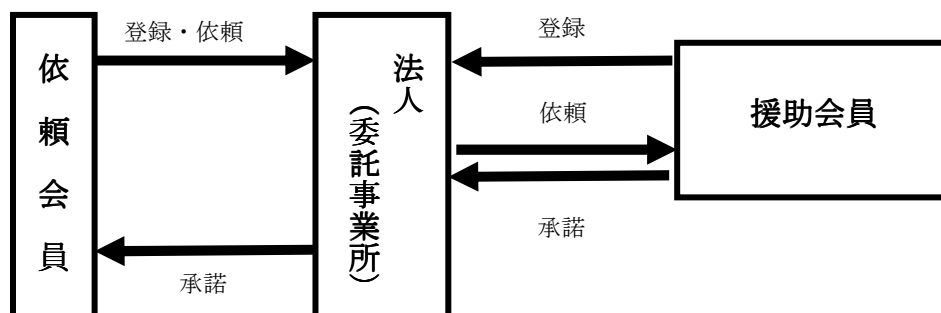 依頼会員
登録・依頼
承諾
法人
（委託事業所）
登録
依頼
承諾
援助会員